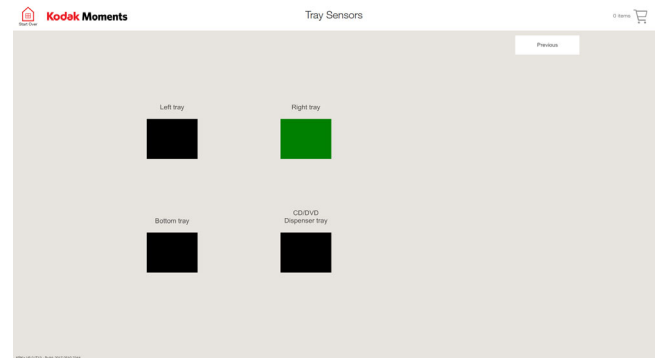 Start Over
Kodak Moments
Tray Sensors
0 items
Previous
Left tray
Right tray
Bottom tray
CD/DVD
Dispenser tray